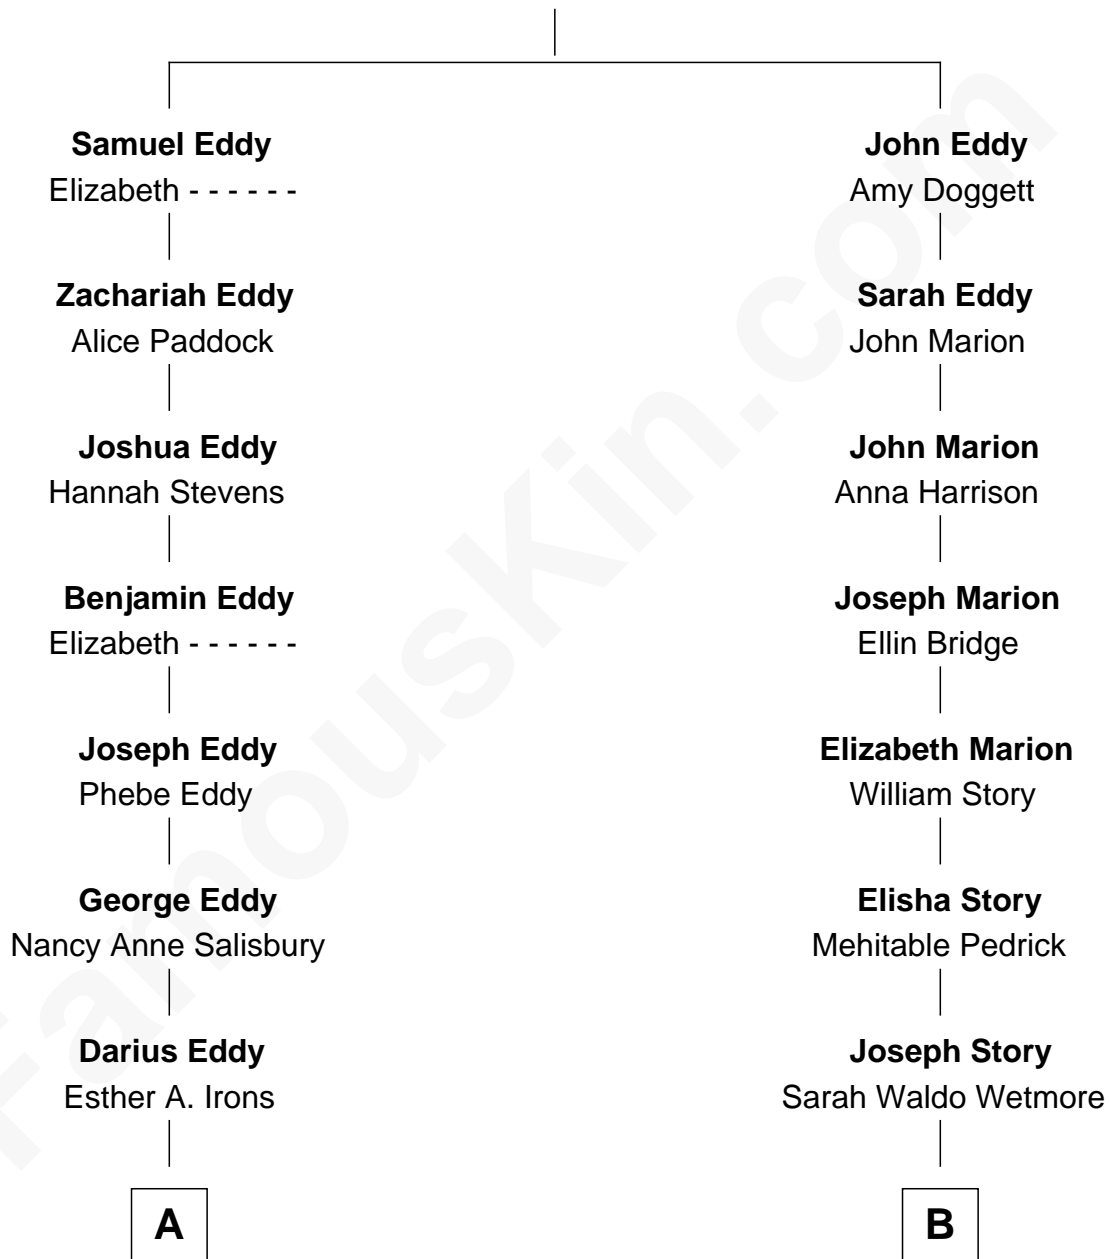 Samuel Eddy
Elizabeth - - - - - -
Zachariah Eddy
Alice Paddock
Joshua Eddy
Hannah Stevens
Benjamin Eddy
Elizabeth - - - - - -
Joseph Eddy
Phebe Eddy
George Eddy
Nancy Anne Salisbury
Darius Eddy
Esther A. Irons
A
John Eddy
Amy Doggett
Sarah Eddy
John Marion
John Marion
Anna Harrison
Joseph Marion
Ellin Bridge
Elizabeth Marion
William Story
Elisha Story
Mehitable Pedrick
Joseph Story
Sarah Waldo Wetmore
B
FamousKin.com